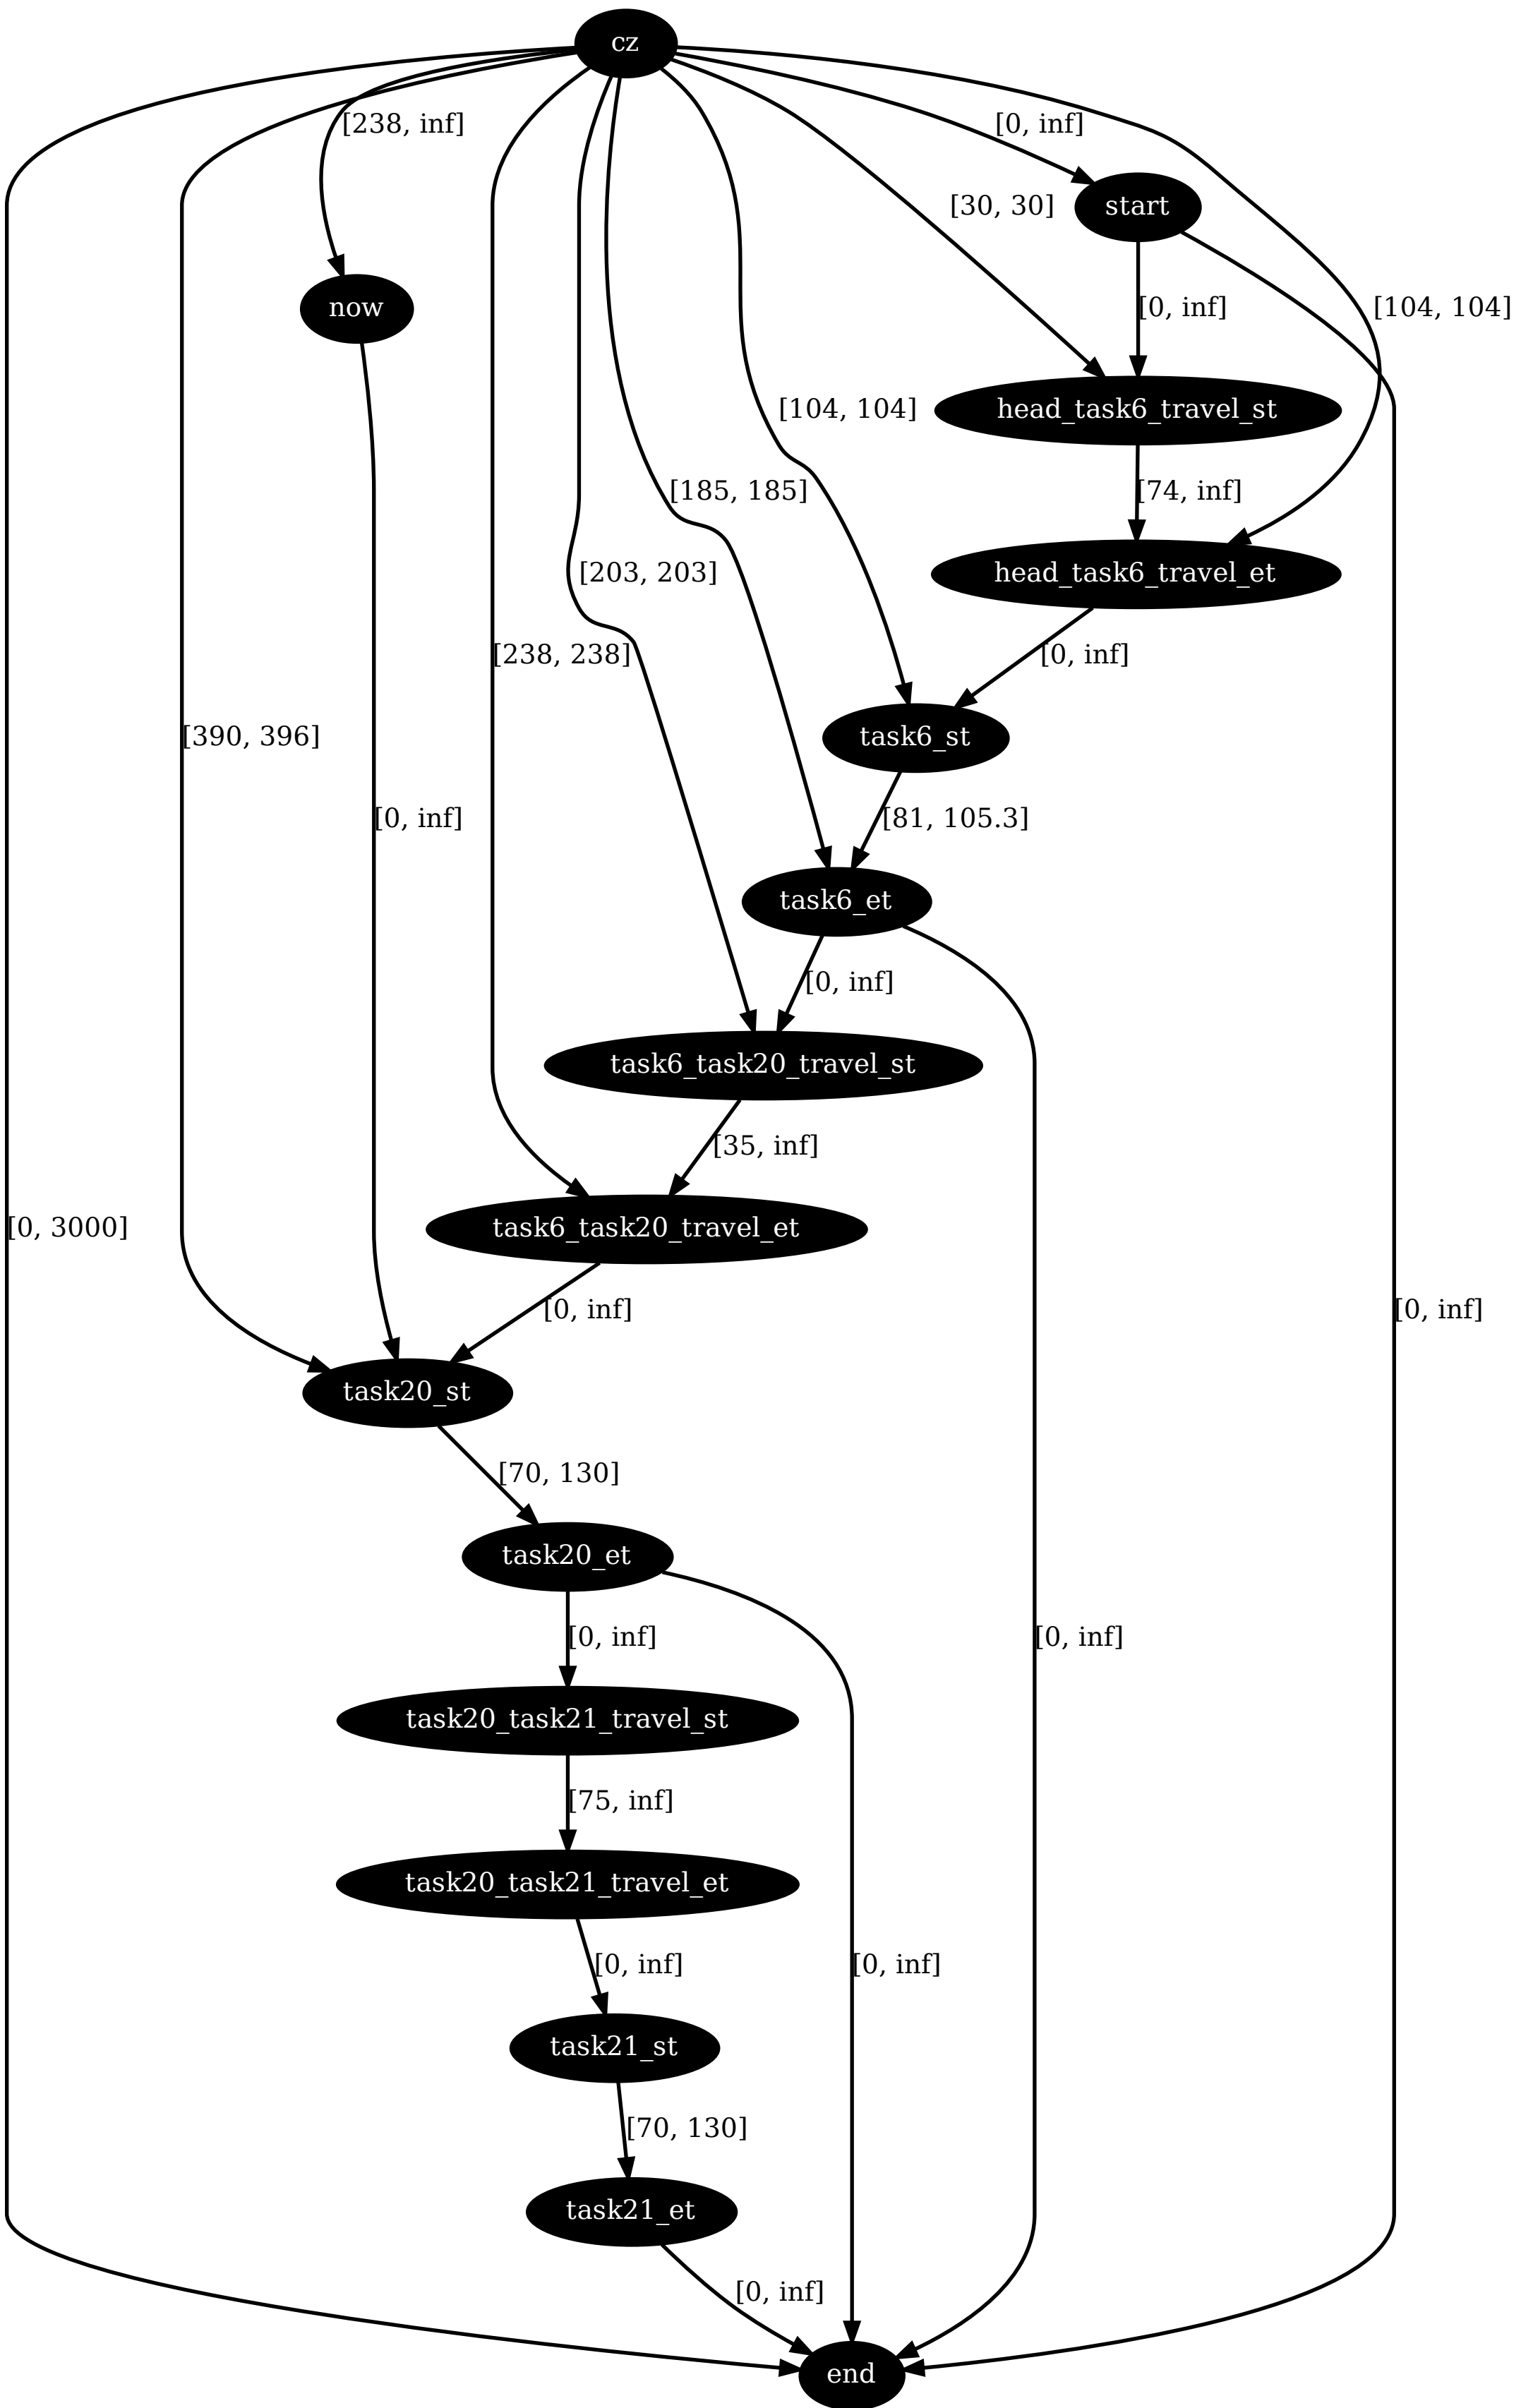 cz
[238, inf]
[0, inf]
[30, 30]
start
now
[0, inf]
[104, 104]
[104, 104]
head_task6_travel_st
[185, 185]
[74, inf]
[203, 203]
head_task6_travel_et
[238, 238]
[0, inf]
[390, 396]
task6_st
[0, inf]
[81, 105.3]
task6_et
[0, inf]
task6_task20_travel_st
[35, inf]
[0, 3000]
task6_task20_travel_et
[0, inf]
[0, inf]
task20_st
[70, 130]
task20_et
[0, inf]
[0, inf]
task20_task21_travel_st
[75, inf]
task20_task21_travel_et
[0, inf]
[0, inf]
task21_st
[70, 130]
task21_et
[0, inf]
end